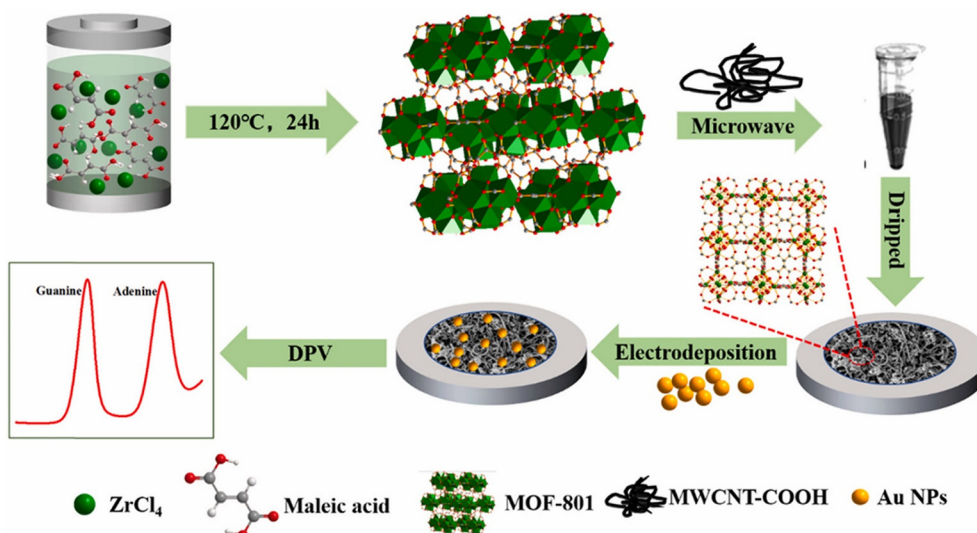 120℃, 24h
Microwave
Dripped
Guanine
Adenine
DPV
Electrodeposition
ZrCl₄
Maleic acid
MOF-801
MWCNT-COOH
Au NPs